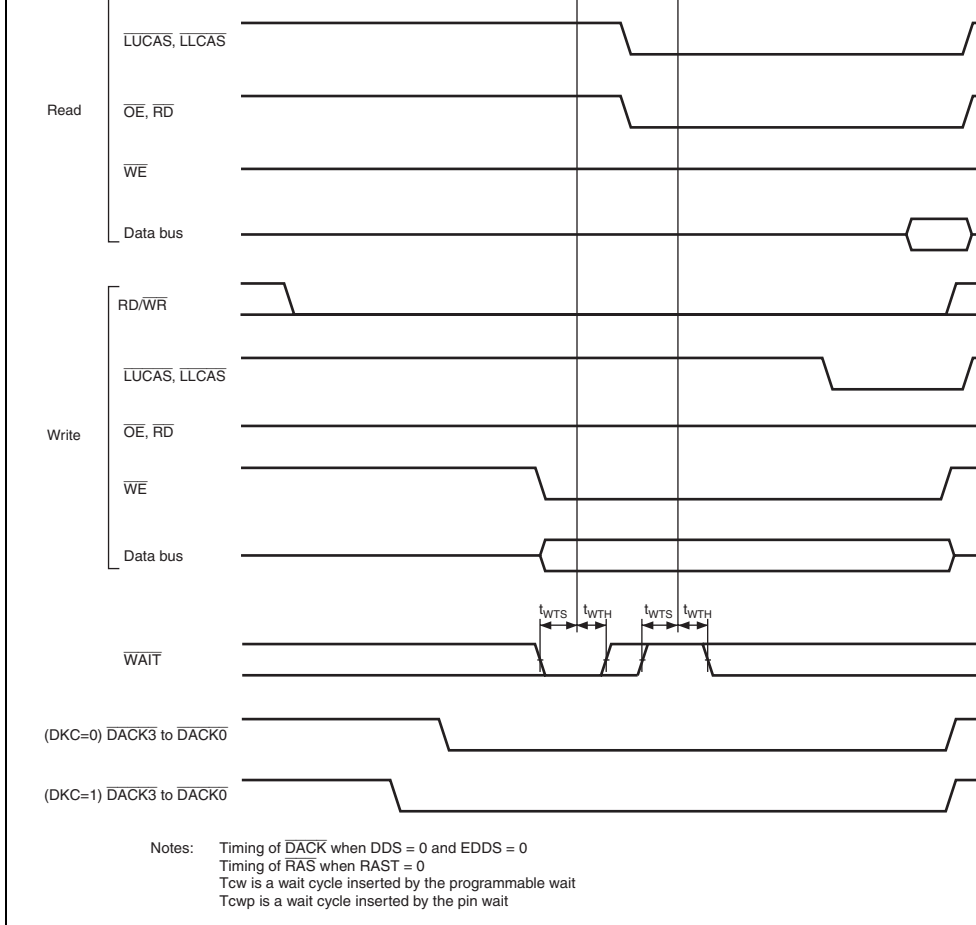 LUCAS, LLCAS
Read
OE, RD
WE
Data bus
RD/WR
LUCAS, LLCAS
Write
OE, RD
WE
Data bus
tWTS tWTH tWTS tWTH
WAIT
(DKC=0) DACK3 to DACK0
(DKC=1) DACK3 to DACK0
Notes: Timing of DACK when DDS = 0 and EDDS = 0
Timing of RAS when RAST = 0
Tcw is a wait cycle inserted by the programmable wait
Tcwp is a wait cycle inserted by the pin wait